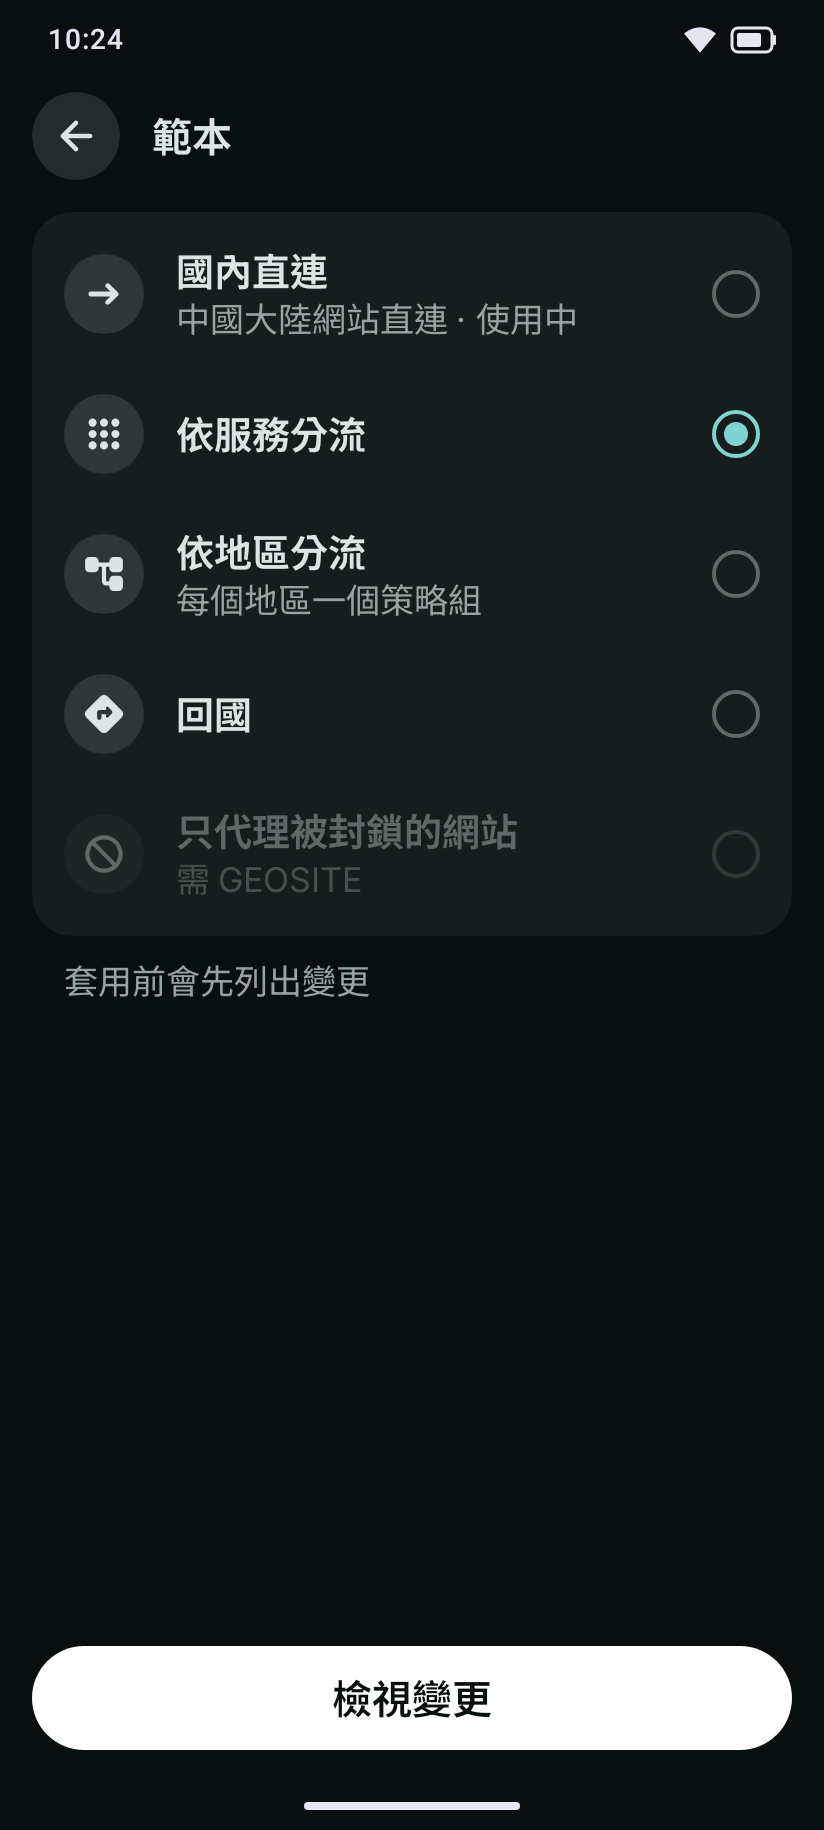 10:24
範本
國內直連
中國大陸網站直連 · 使用中
依服務分流
依地區分流
每個地區一個策略組
回國
只代理被封鎖的網站
需 GEOSITE
套用前會先列出變更
檢視變更